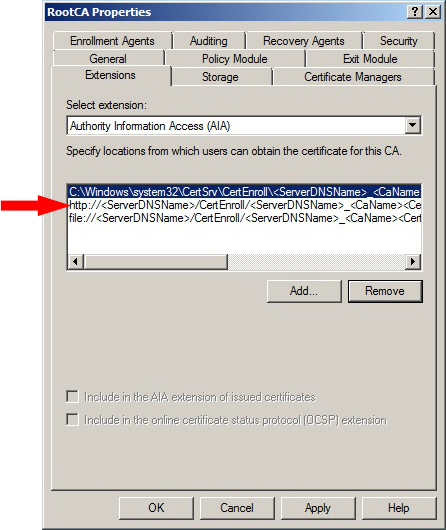 RootCA Properties
Enrollment Agents Auditing Recovery Agents Security
General Policy Module Exit Module
Extensions Storage Certificate Managers
Select extension:
Authority Information Access (AIA)
Specify locations from which users can obtain the certificate for this CA.
C:\Windows\system32\CertSrv\CertEnroll\<ServerDNSName>_<CaName
http://<ServerDNSName>/CertEnroll/<ServerDNSName>_<CaName><Ce
file://<ServerDNSName>/CertEnroll/<ServerDNSName>_<CaName><Cert
Add... Remove
Include in the AIA extension of issued certificates
Include in the online certificate status protocol (OCSP) extension
OK Cancel Apply Help